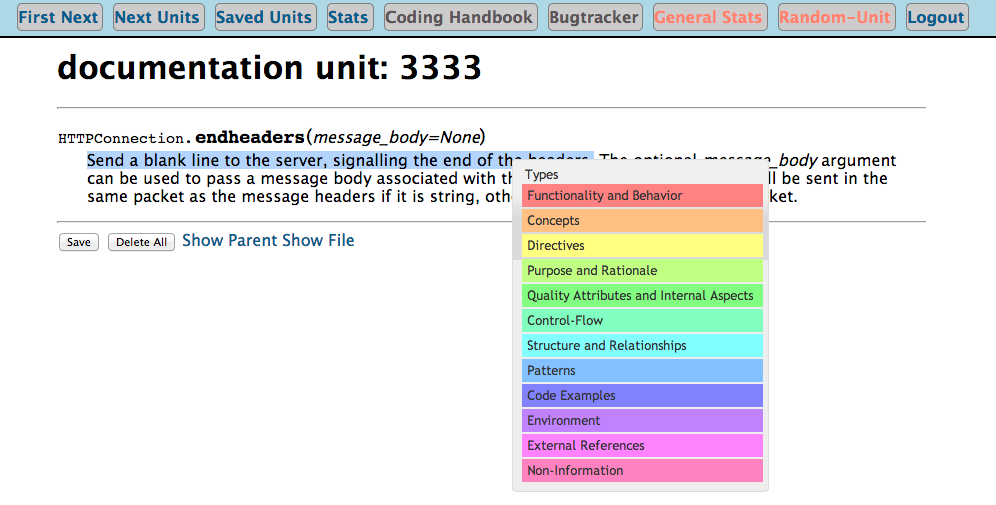 First Next Next Units Saved Units Stats Coding Handbook Bugtracker General Stats Random-Unit Logout
documentation unit: 3333
HTTPConnection.endheaders(message_body=None)
Send a blank line to the server, signalling the end of the headers. The optional message_body argument
can be used to pass a message body associated with th ll be sent in the
same packet as the message headers if it is string, othe ket.
Save Delete All Show Parent Show File
Types
Functionality and Behavior
Concepts
Directives
Purpose and Rationale
Quality Attributes and Internal Aspects
Control-Flow
Structure and Relationships
Patterns
Code Examples
Environment
External References
Non-Information